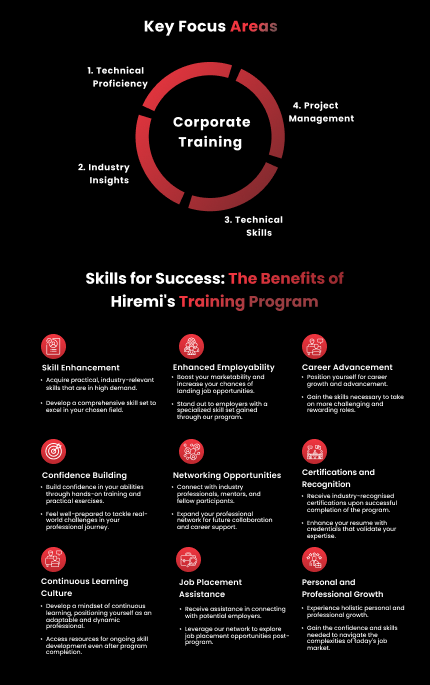 Key Focus Areas
1. Technical
Proficiency
4. Project
Management
Corporate
Training
2. Industry
Insights
3. Technical
Skills
Skills for Success: The Benefits of
Hiremi's Training Program
Skill Enhancement
• Acquire practical, industry-relevant
skills that are in high demand.
• Develop a comprehensive skill set to
excel in your chosen field.
Enhanced Employability
• Boost your marketability and
increase your chances of
landing job opportunities.
• Stand out to employers with a
specialized skill set gained
through our program.
Career Advancement
• Position yourself for career
growth and advancement.
• Gain the skills necessary to take
on more challenging and
rewarding roles.
Confidence Building
• Build confidence in your abilities
through hands-on training and
practical exercises.
• Feel well-prepared to tackle real-
world challenges in your
professional journey.
Networking Opportunities
• Connect with industry
professionals, mentors, and
fellow participants.
• Expand your professional
network for future collaboration
and career support.
Certifications and
Recognition
• Receive industry-recognised
certifications upon successful
completion of the program.
• Enhance your resume with
credentials that validate your
expertise.
Continuous Learning
Culture
• Develop a mindset of continuous
learning, positioning yourself as an
adaptable and dynamic
professional.
• Access resources for ongoing skill
development even after program
completion.
Job Placement
Assistance
• Receive assistance in connecting
with potential employers.
• Leverage our network to explore
job placement opportunities post-
program.
Personal and
Professional Growth
• Experience holistic personal and
professional growth.
• Gain the confidence and skills
needed to navigate the
complexities of today's job
market.